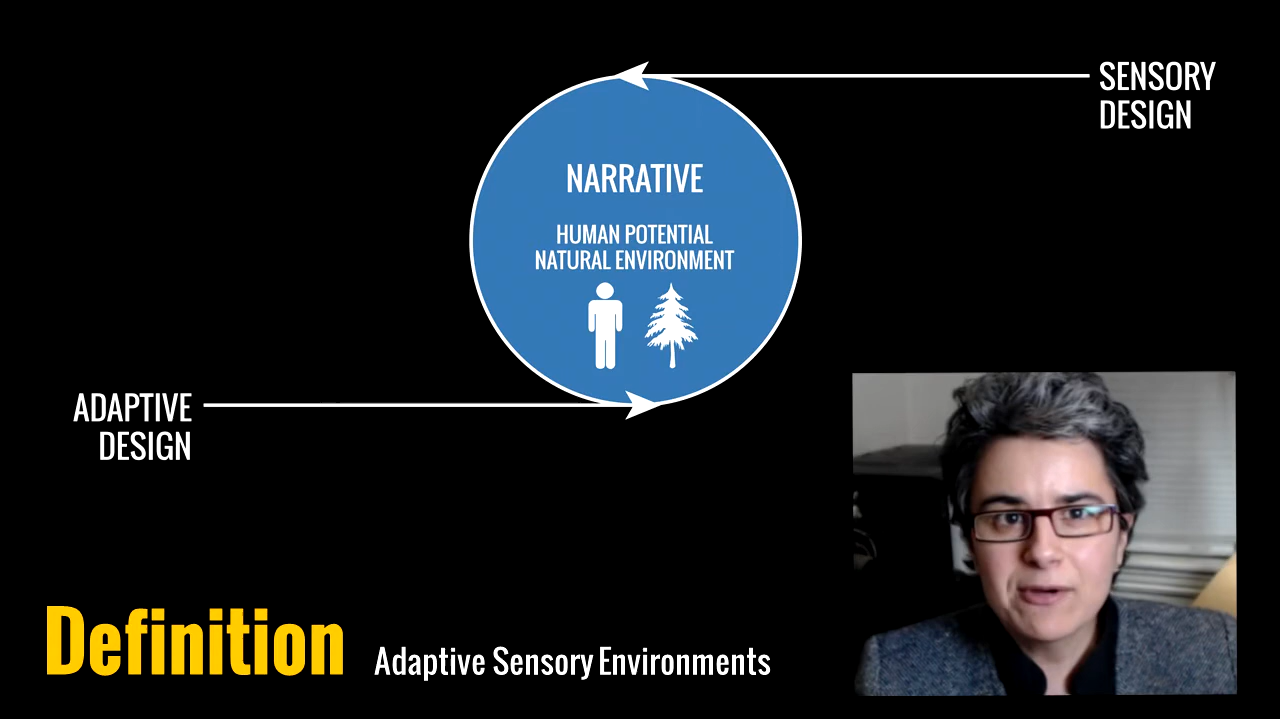 SENSORY
DESIGN
NARRATIVE
HUMAN POTENTIAL
NATURAL ENVIRONMENT
ADAPTIVE
DESIGN
Definition Adaptive Sensory Environments